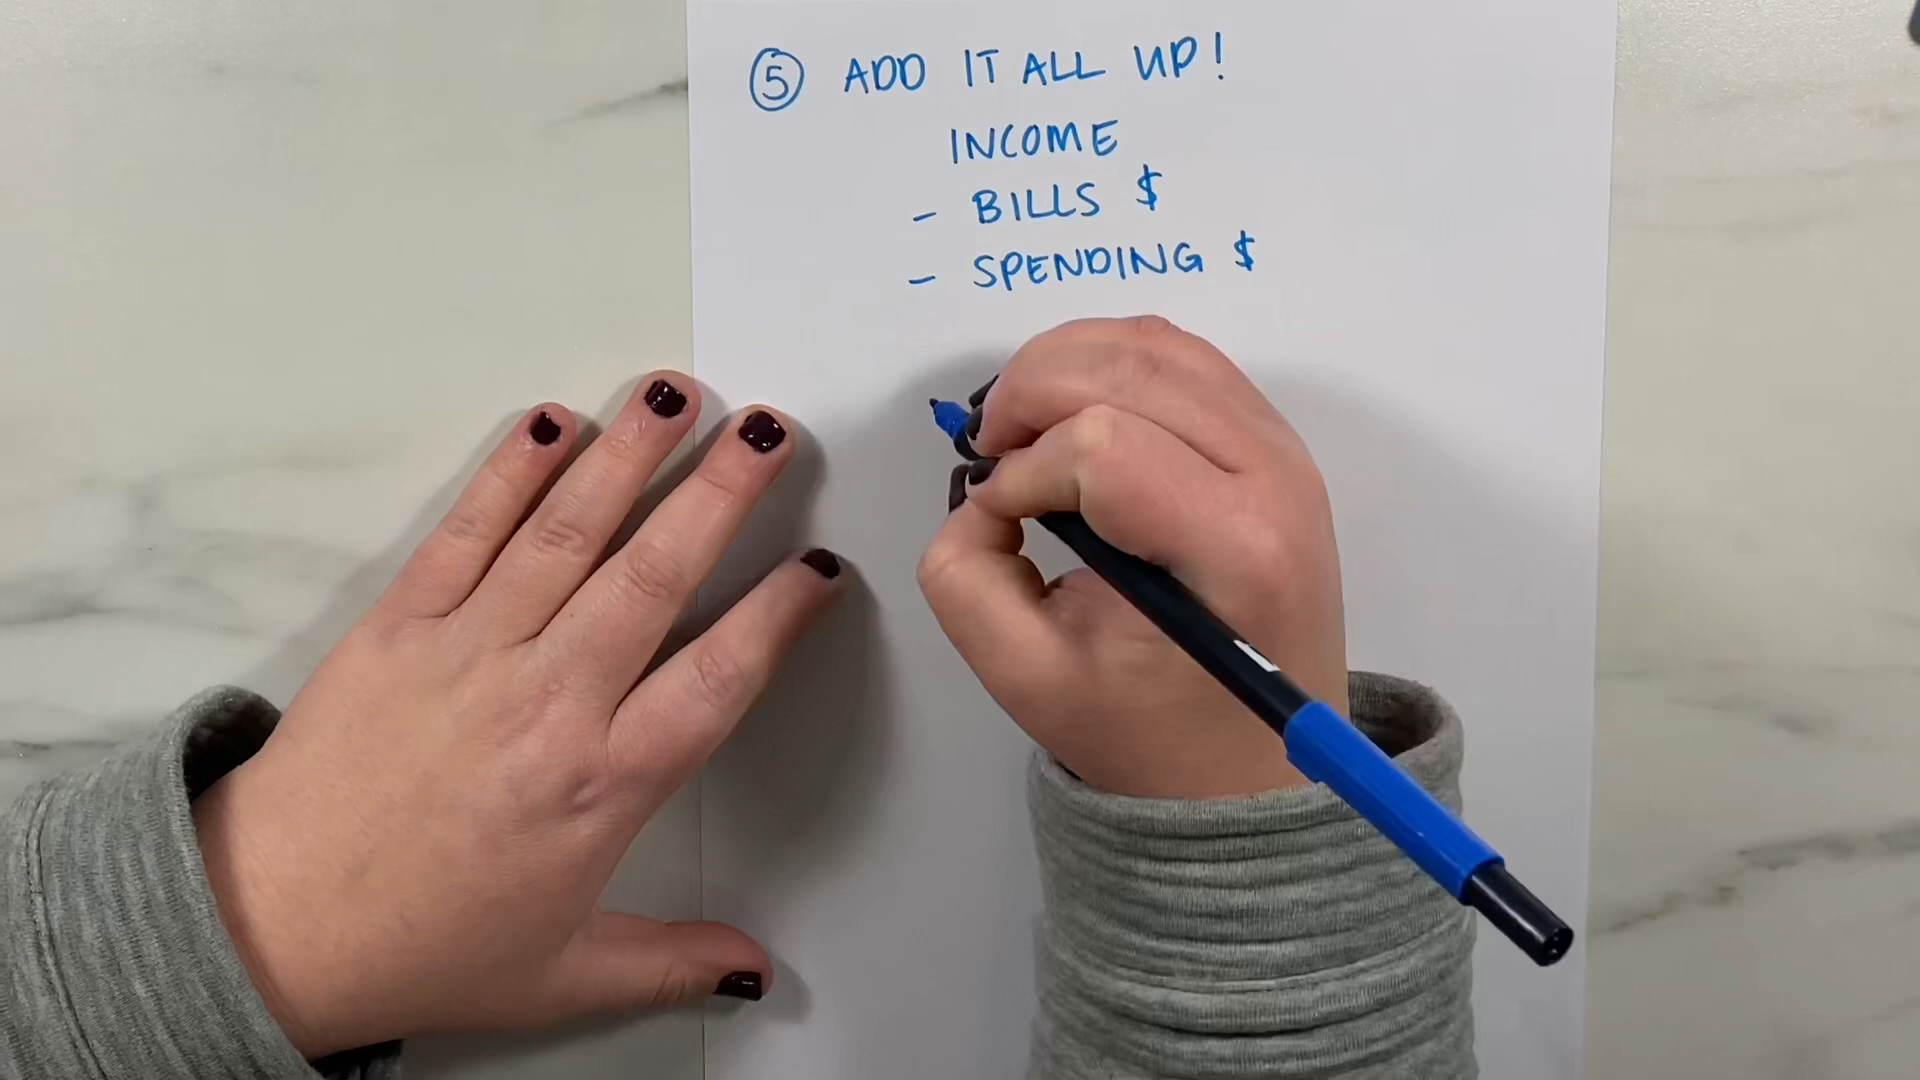 5 ADD IT ALL UP!
INCOME
- BILLS $
- SPENDING $